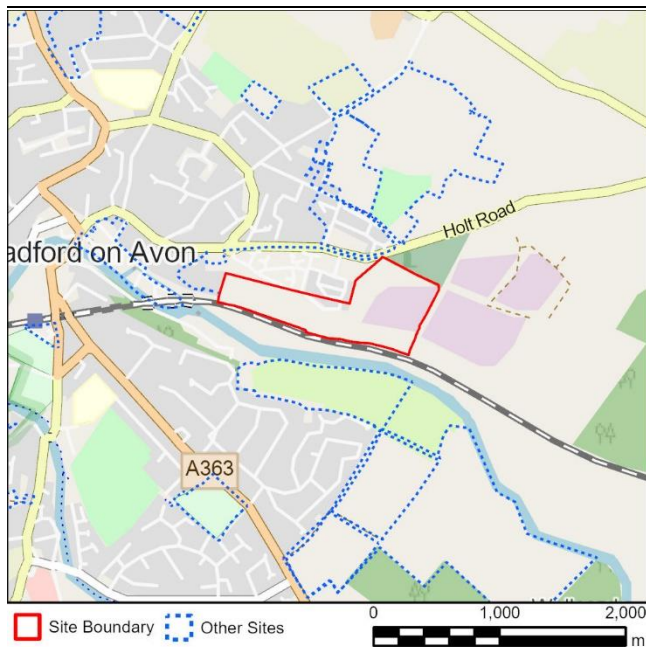 Holt Road
adford on Avon
A363
Site Boundary
Other Sites
0 1,000 2,000
m